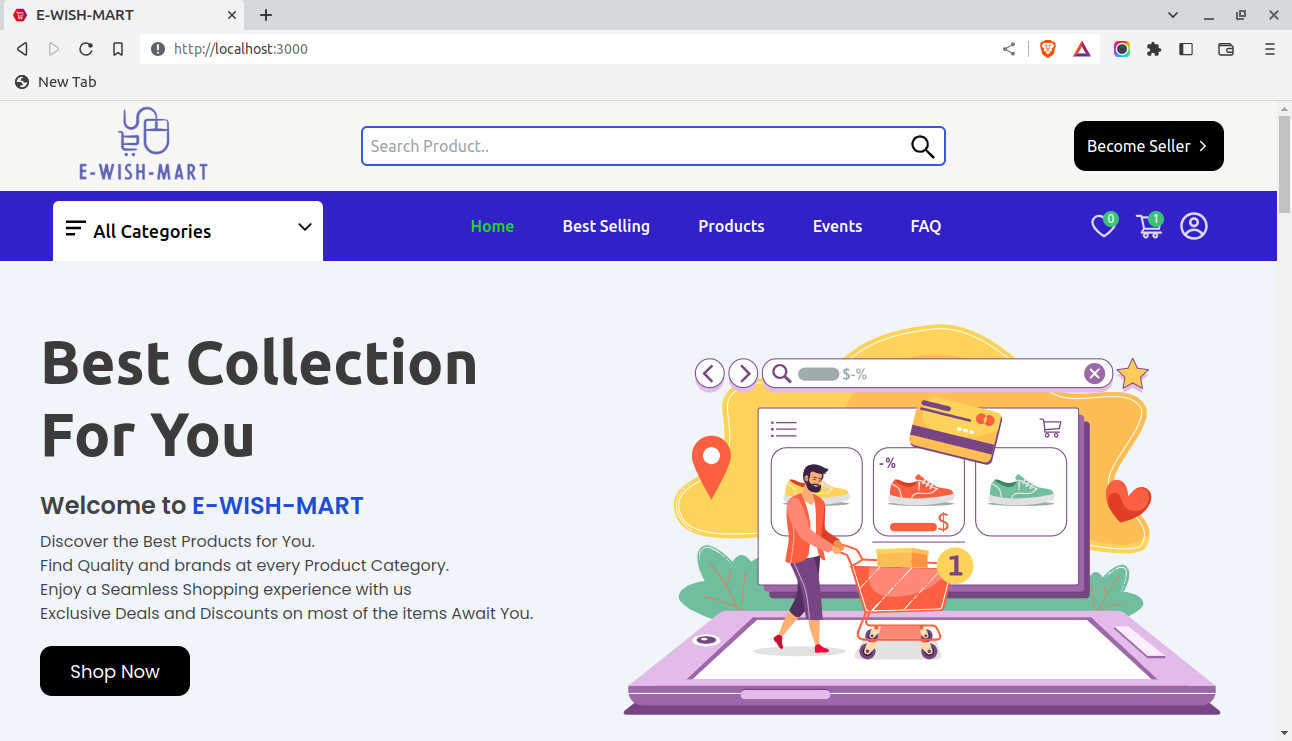 E-WISH-MART
http://localhost:3000
New Tab
E-WISH-MART
Search Product..
Become Seller
All Categories
Home Best Selling Products Events FAQ
0 1
Best Collection
For You
Welcome to E-WISH-MART
Discover the Best Products for You.
Find Quality and brands at every Product Category.
Enjoy a Seamless Shopping experience with us
Exclusive Deals and Discounts on most of the items Await You.
Shop Now
$-%
-%
$
1